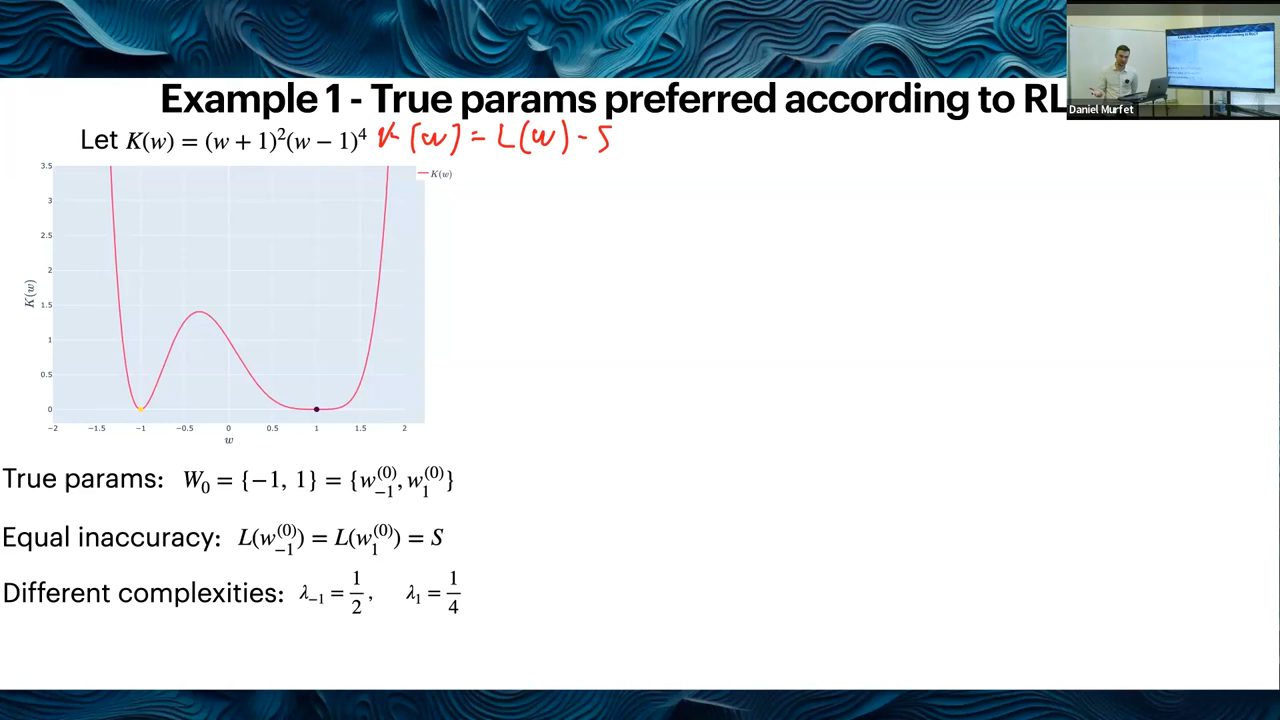 Example 1 - True params preferred according to RL
Daniel Murfet
Let K(w) = (w + 1)²(w − 1)⁴ K(w) = L(w) - S
K(w)
3.5
3
2.5
2
1.5
1
0.5
0
K(w)
−2 −1.5 −1 −0.5 0 0.5 1 1.5 2
w
True params: W₀ = {−1, 1} = {w₋₁⁽⁰⁾, w₁⁽⁰⁾}
Equal inaccuracy: L(w₋₁⁽⁰⁾) = L(w₁⁽⁰⁾) = S
Different complexities: λ₋₁ = 1/2, λ₁ = 1/4